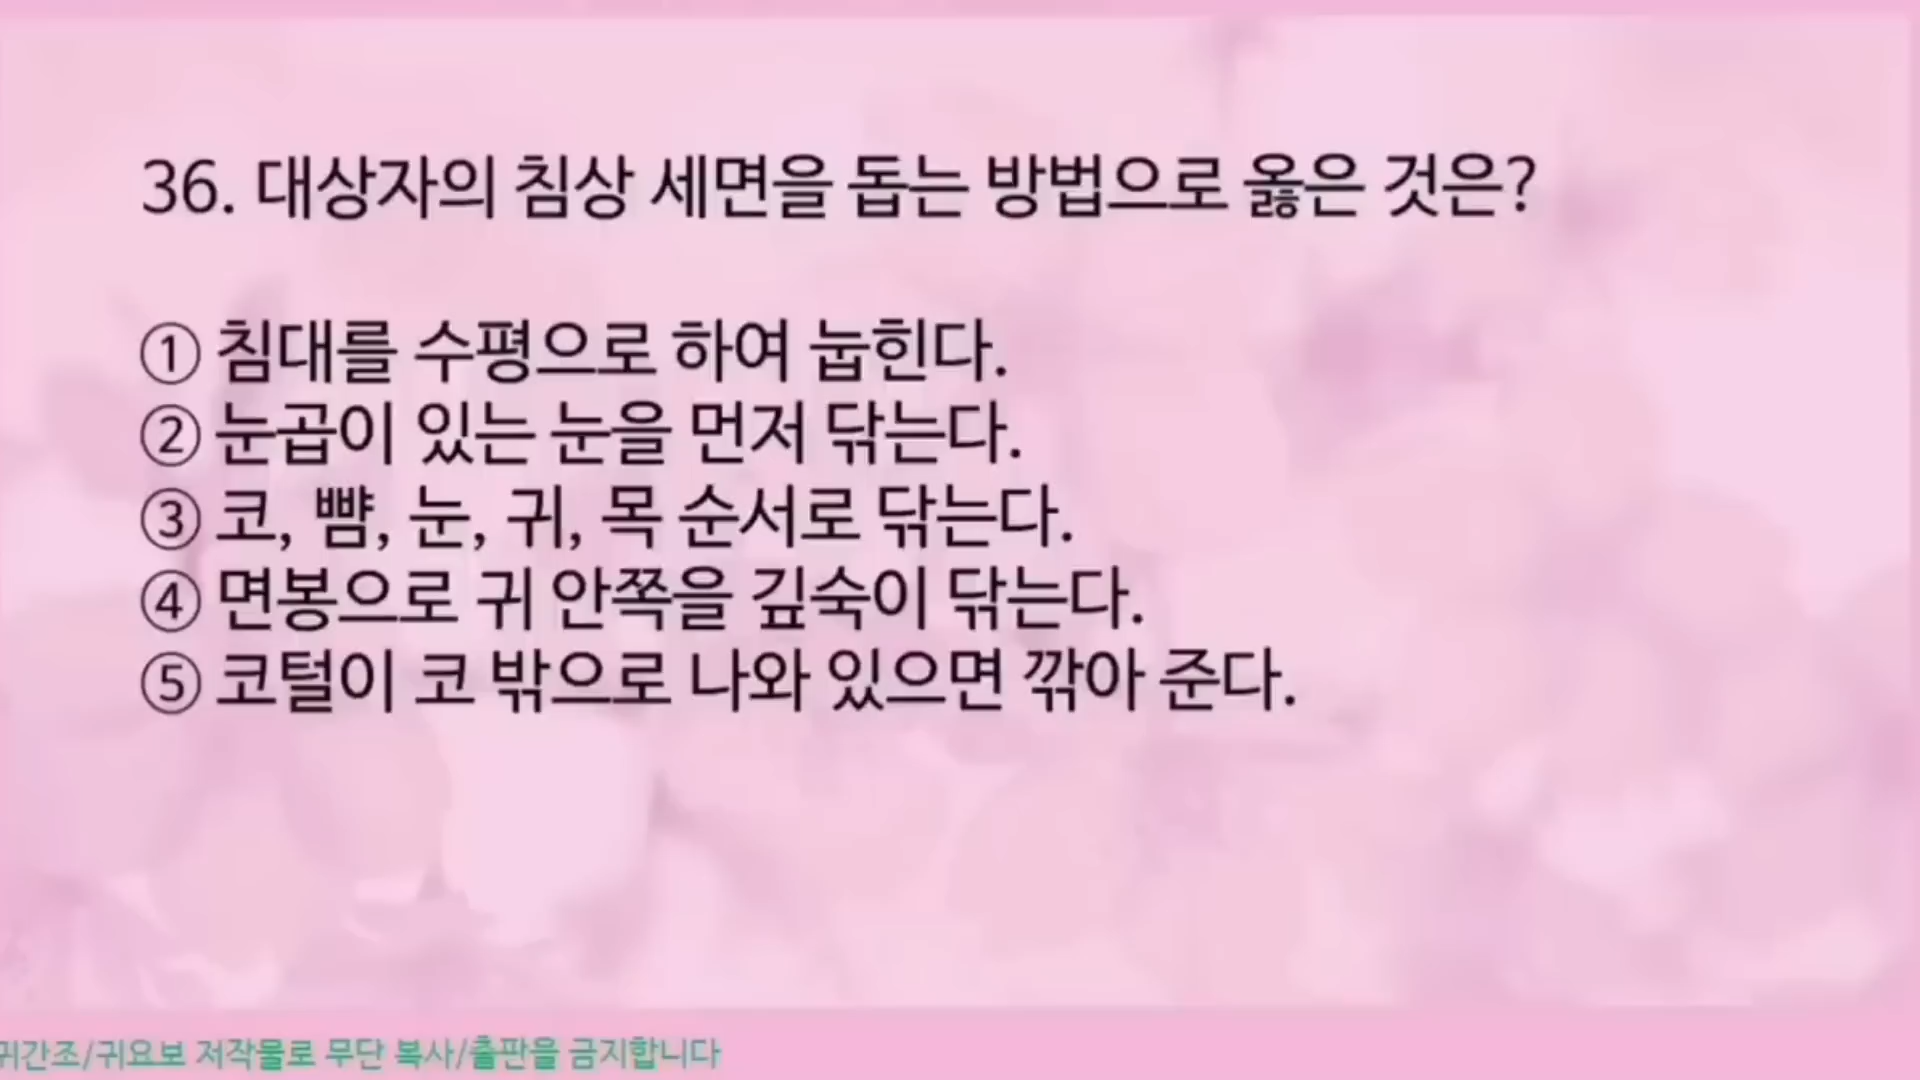 36. 대상자의 침상 세면을 돕는 방법으로 옳은 것은?
① 침대를 수평으로 하여 눕힌다.
② 눈곱이 있는 눈을 먼저 닦는다.
③ 코, 뺨, 눈, 귀, 목 순서로 닦는다.
④ 면봉으로 귀 안쪽을 깊숙이 닦는다.
⑤ 코털이 코 밖으로 나와 있으면 깎아 준다.
귀간조/귀요보 저작물로 무단 복사/출판을 금지합니다